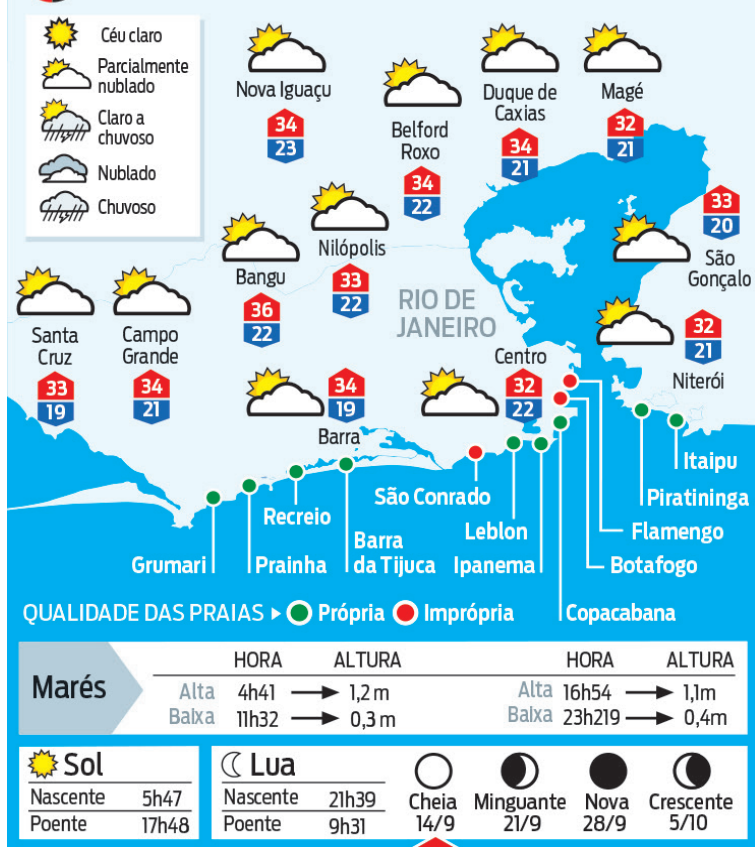 Céu claro
Parcialmente
nublado
Claro a
chuvoso
Nublado
Chuvoso
Nova Iguaçu
34
23
Belford
Roxo
34
22
Duque de
Caxias
34
21
Magé
32
21
33
20
São
Gonçalo
Nilópolis
33
22
Bangu
36
22
RIO DE
JANEIRO
Santa
Cruz
33
19
Campo
Grande
34
21
34
19
Barra
Centro
32
22
32
21
Niterói
Itaipu
Piratininga
Flamengo
Botafogo
Copacabana
Ipanema
Leblon
São Conrado
Barra
da Tijuca
Recreio
Prainha
Grumari
QUALIDADE DAS PRAIAS Própria Imprópria
Marés
HORA ALTURA HORA ALTURA
Alta 4h41 1,2 m Alta 16h54 1,1m
Baixa 11h32 0,3 m Baixa 23h219 0,4m
Sol
Nascente 5h47
Poente 17h48
Lua
Nascente 21h39
Poente 9h31
Cheia
14/9
Minguante
21/9
Nova
28/9
Crescente
5/10